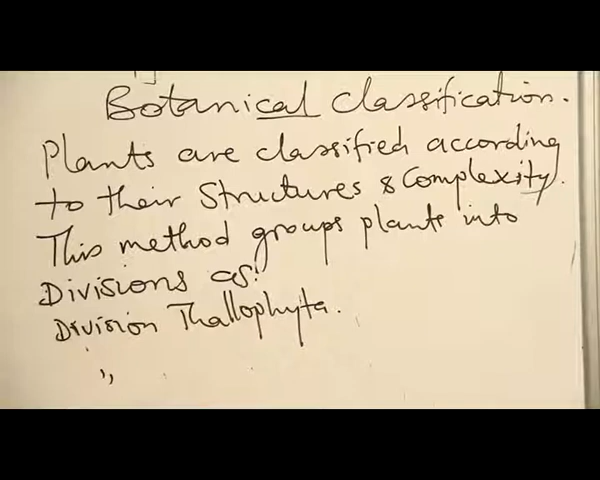 Botanical classification.
Plants are classified according
to their Structures & Complexity.
This method groups plants into
Divisions as:
Division Thallophyta.
,,